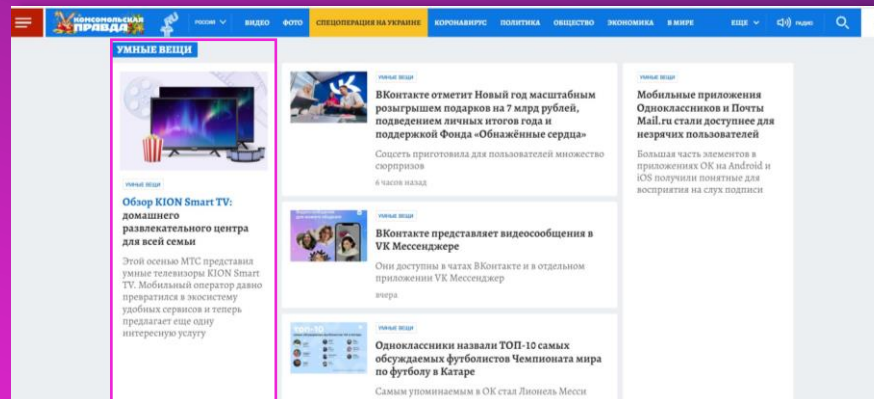 КОМСОМОЛЬСКАЯ
ПРАВДА
РОССИЯ
ВИДЕО
ФОТО
СПЕЦОПЕРАЦИЯ НА УКРАИНЕ
КОРОНАВИРУС
ПОЛИТИКА
ОБЩЕСТВО
ЭКОНОМИКА
В МИРЕ
ЕЩЕ
РАДИО
УМНЫЕ ВЕЩИ
УМНЫЕ ВЕЩИ
Обзор KION Smart TV:
домашнего
развлекательного центра
для всей семьи
Этой осенью МТС представил
умные телевизоры KION Smart
TV. Мобильный оператор давно
превратился в экосистему
удобных сервисов и теперь
предлагает еще одну
интересную услугу
УМНЫЕ ВЕЩИ
ВКонтакте отметит Новый год масштабным
розыгрышем подарков на 7 млрд рублей,
подведением личных итогов года и
поддержкой Фонда «Обнажённые сердца»
Соцсеть приготовила для пользователей множество
сюрпризов
6 часов назад
УМНЫЕ ВЕЩИ
ВКонтакте представляет видеосообщения в
VK Мессенджере
Они доступны в чатах ВКонтакте и в отдельном
приложении VK Мессенджер
вчера
ТОП-10
УМНЫЕ ВЕЩИ
Одноклассники назвали ТОП-10 самых
обсуждаемых футболистов Чемпионата мира
по футболу в Катаре
Самым упоминаемым в ОК стал Лионель Месси
УМНЫЕ ВЕЩИ
Мобильные приложения
Одноклассников и Почты
Mail.ru стали доступнее для
незрячих пользователей
Большая часть элементов в
приложениях ОК на Android и
iOS получили понятные для
восприятия на слух подписи